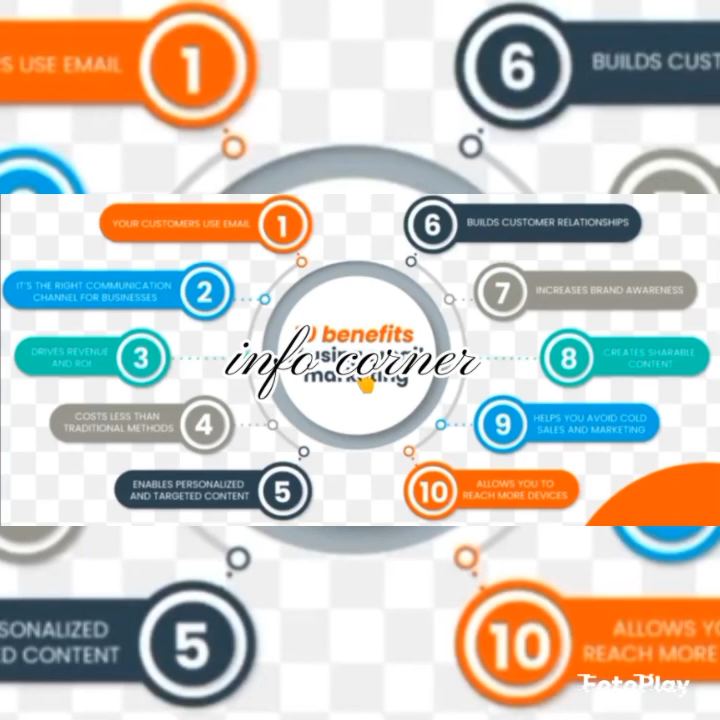 S USE EMAIL
1
6
BUILDS CUST
YOUR CUSTOMERS USE EMAIL
1
6
BUILDS CUSTOMER RELATIONSHIPS
IT'S THE RIGHT COMMUNICATION
CHANNEL FOR BUSINESSES
2
7
INCREASES BRAND AWARENESS
benefits
info corner
marketing
DRIVES REVENUE
AND ROI
3
8
CREATES SHARABLE
CONTENT
COSTS LESS THAN
TRADITIONAL METHODS
4
9
HELPS YOU AVOID COLD
SALES AND MARKETING
ENABLES PERSONALIZED
AND TARGETED CONTENT
5
10
ALLOWS YOU TO
REACH MORE DEVICES
SONALIZED
D CONTENT
5
10
ALLOWS YO
REACH MORE
FotoPlay